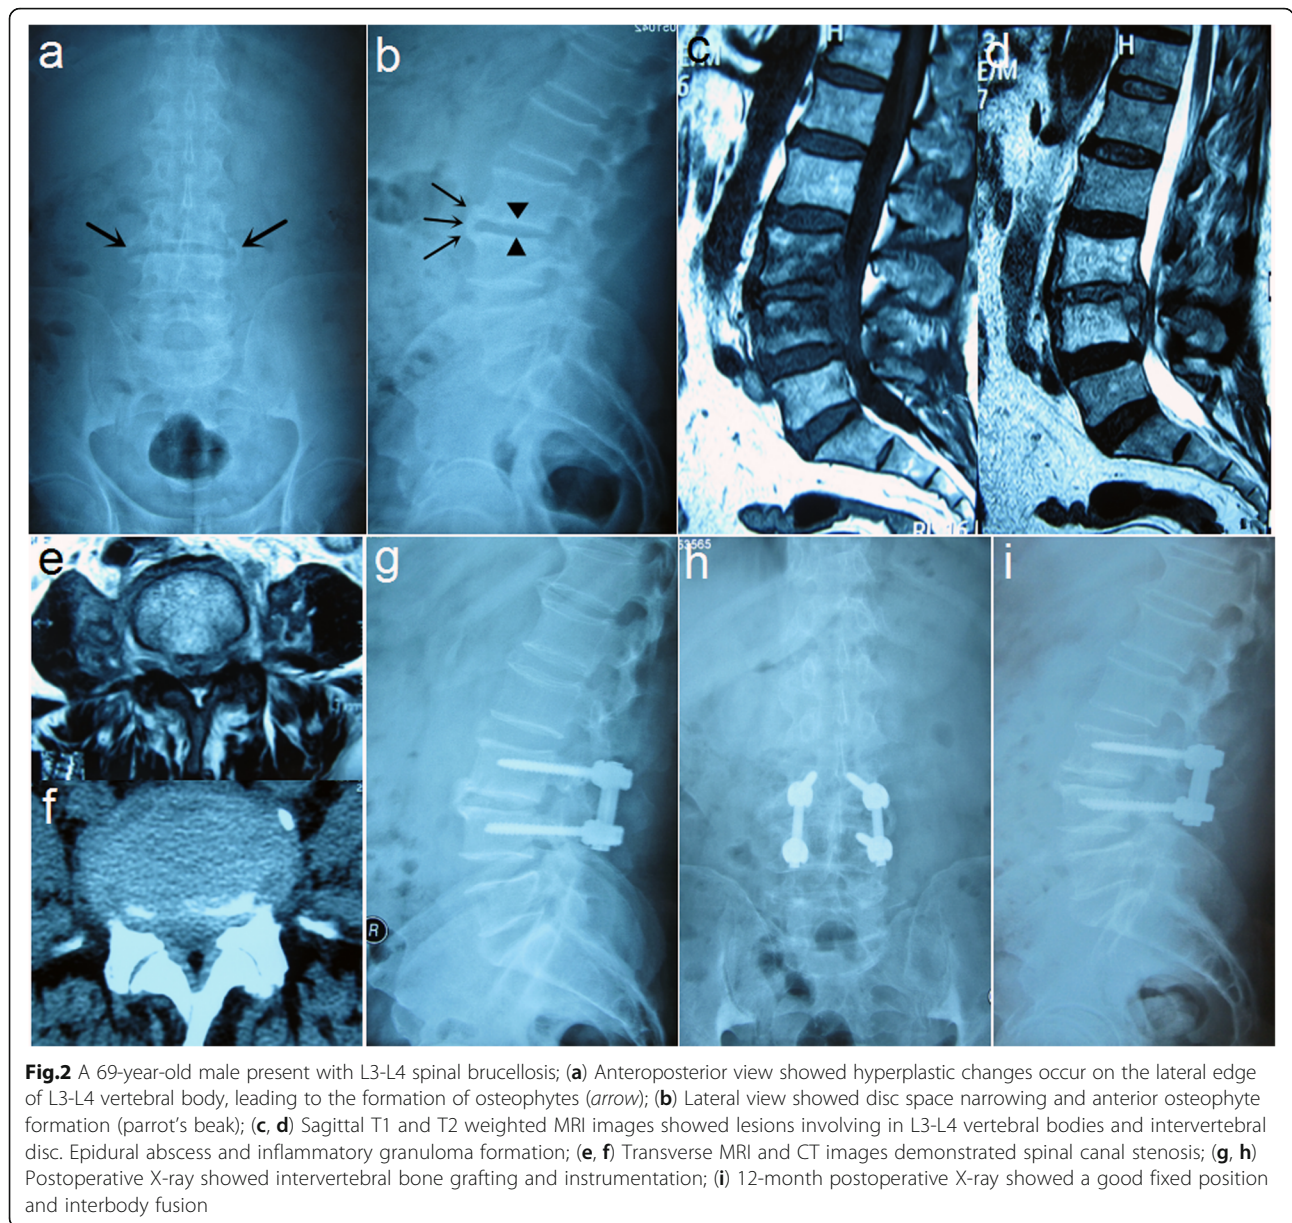 a
b
c
d
H
H
E/M
6
E/M
7
e
f
g
h
i
53565
R
Fig.2 A 69-year-old male present with L3-L4 spinal brucellosis; (a) Anteroposterior view showed hyperplastic changes occur on the lateral edge
of L3-L4 vertebral body, leading to the formation of osteophytes (arrow); (b) Lateral view showed disc space narrowing and anterior osteophyte
formation (parrot's beak); (c, d) Sagittal T1 and T2 weighted MRI images showed lesions involving in L3-L4 vertebral bodies and intervertebral
disc. Epidural abscess and inflammatory granuloma formation; (e, f) Transverse MRI and CT images demonstrated spinal canal stenosis; (g, h)
Postoperative X-ray showed intervertebral bone grafting and instrumentation; (i) 12-month postoperative X-ray showed a good fixed position
and interbody fusion